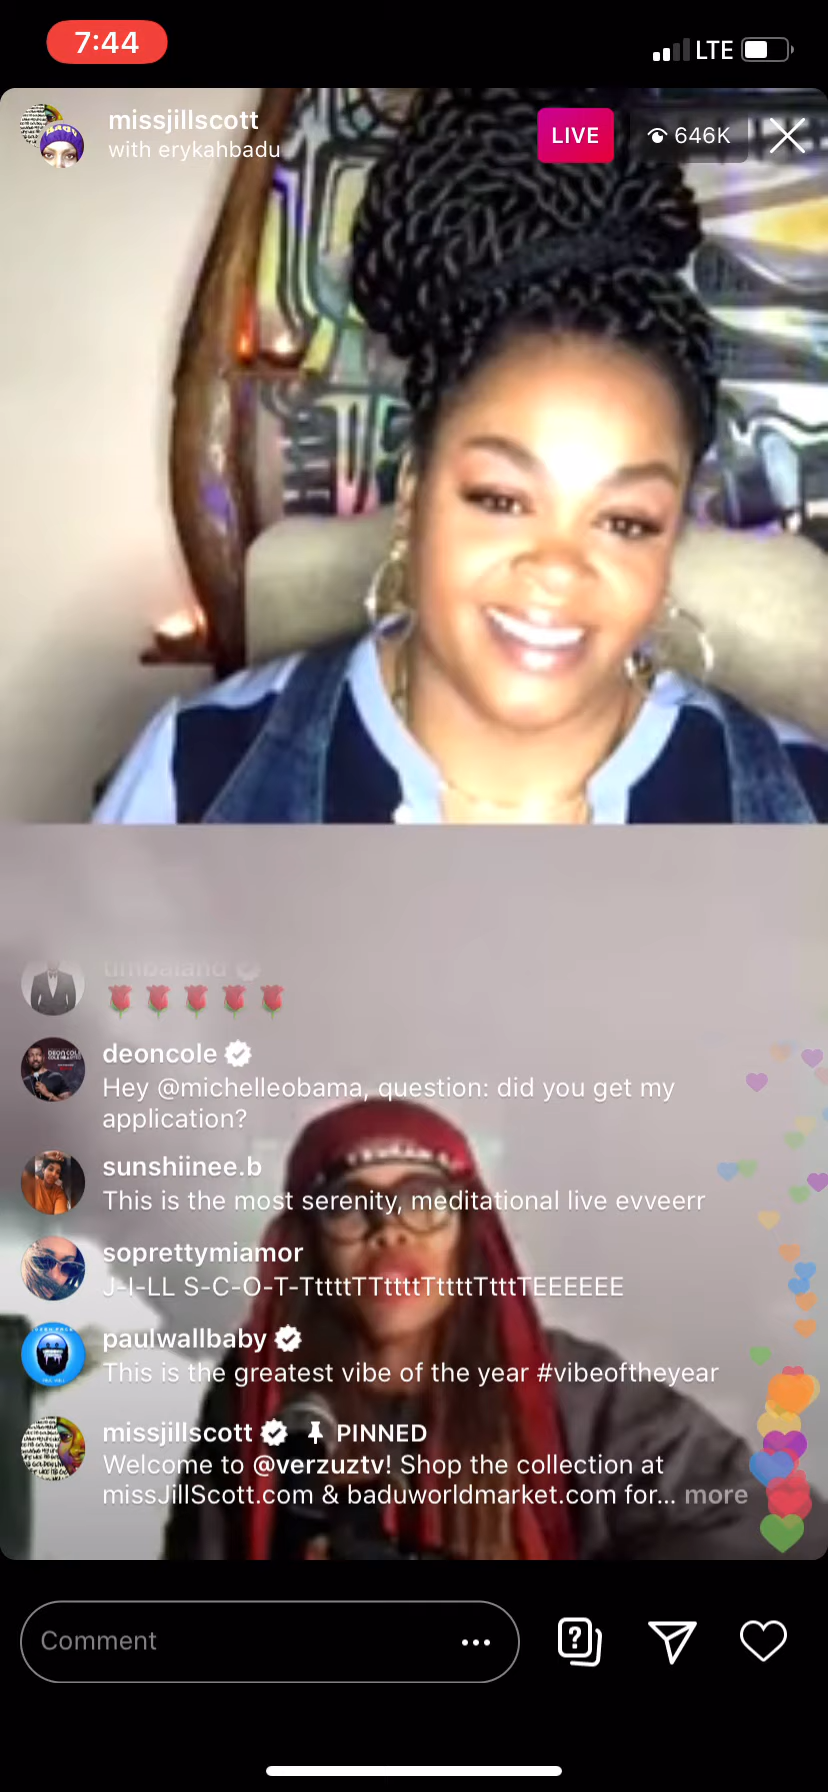 7:44
LTE
missjillscott
with erykahbadu
LIVE
646K
timbaland
deoncole
Hey @michelleobama, question: did you get my
application?
sunshiinee.b
This is the most serenity, meditational live evveerr
soprettymiamor
J-I-LL S-C-O-T-TttttTTttttTttttTtttTEEEEEE
paulwallbaby
This is the greatest vibe of the year #vibeoftheyear
missjillscott PINNED
Welcome to @verzuztv! Shop the collection at
missJillScott.com & baduworldmarket.com for... more
Comment